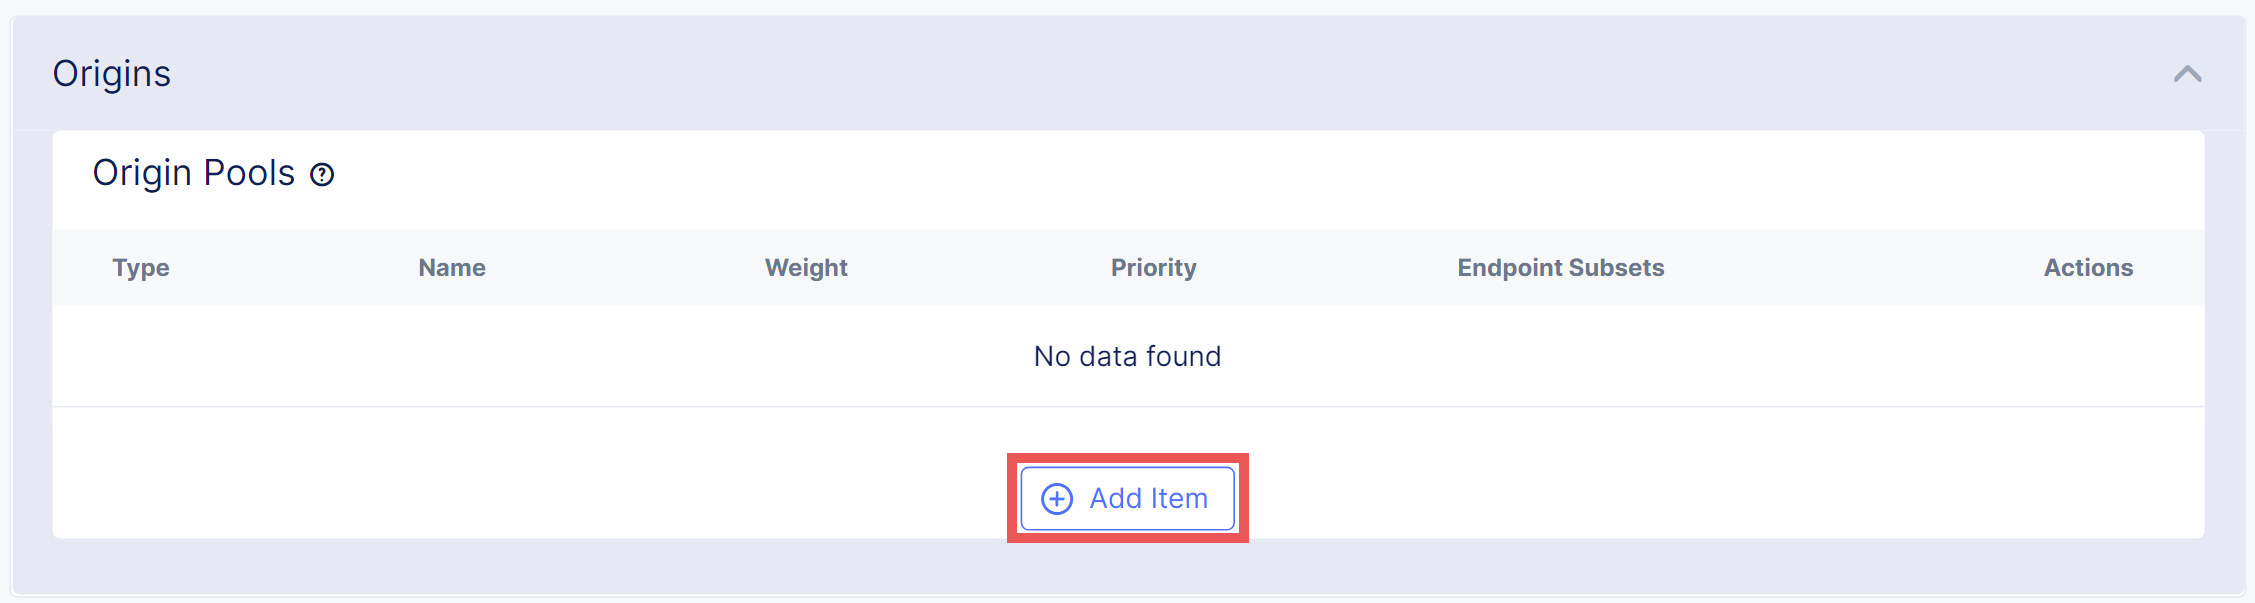 Origins
Origin Pools
Type Name Weight Priority Endpoint Subsets Actions
No data found
Add Item